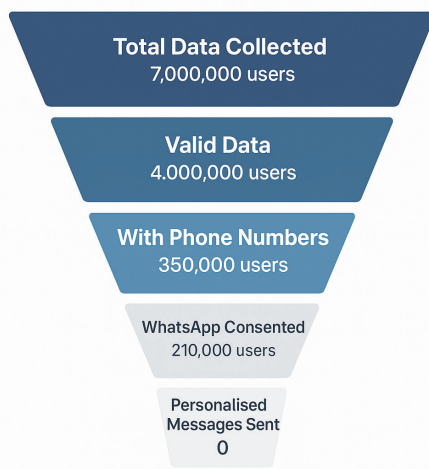 Total Data Collected
7,000,000 users
Valid Data
4.000,000 users
With Phone Numbers
350,000 users
WhatsApp Consented
210,000 users
Personalised
Messages Sent
0